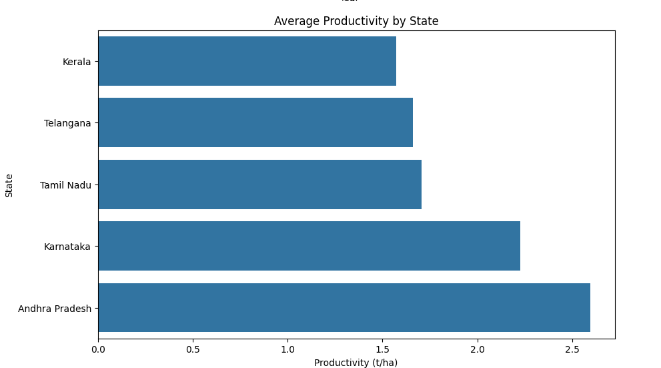 Average Productivity by State
Kerala
Telangana
Tamil Nadu
Karnataka
Andhra Pradesh
State
0.0 0.5 1.0 1.5 2.0 2.5
Productivity (t/ha)